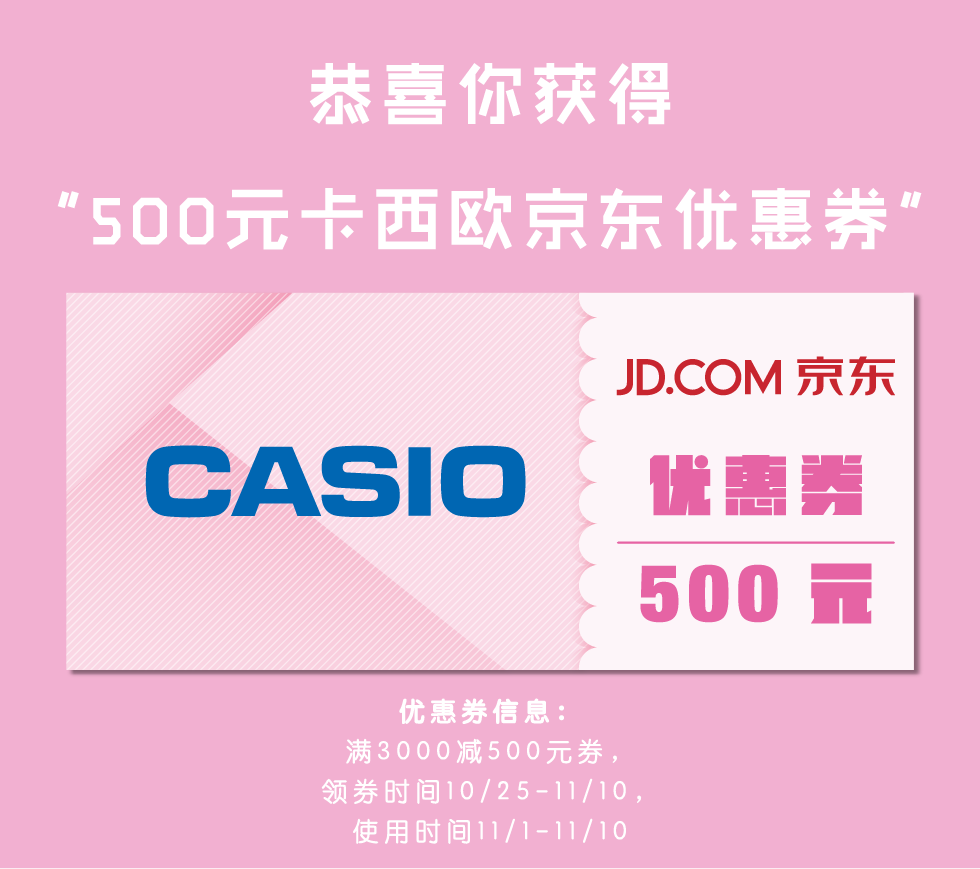 恭喜你获得
“500元卡西欧京东优惠券”
CASIO
JD.COM 京东
优惠券
500 元
优惠券信息：
满3000减500元券，
领券时间10/25-11/10，
使用时间11/1-11/10